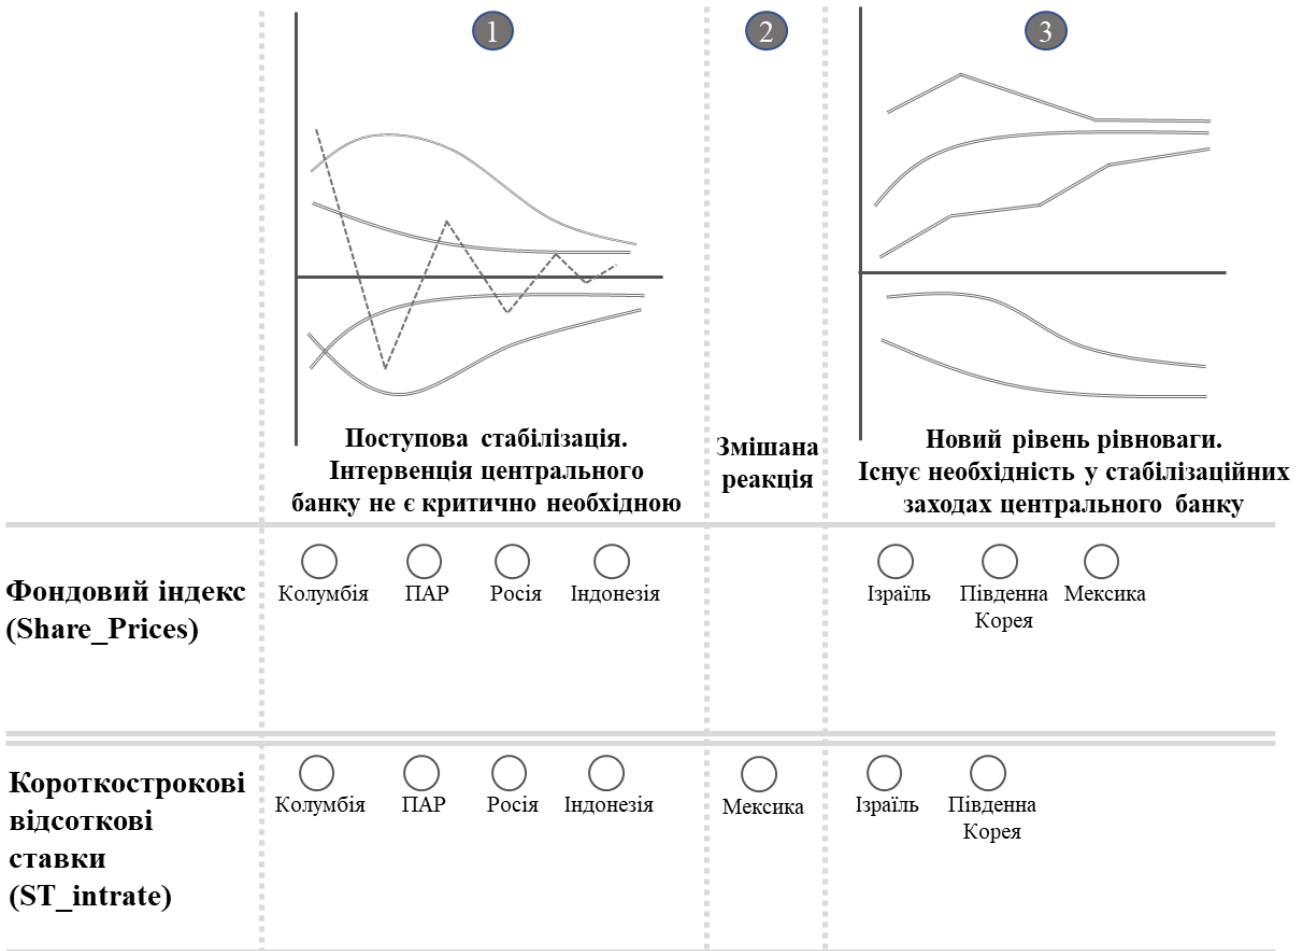 1
2
3
Поступова стабілізація.
Інтервенція центрального
банку не є критично необхідною
Змішана
реакція
Новий рівень рівноваги.
Існує необхідність у стабілізаційних
заходах центрального банку
Фондовий індекс
(Share_Prices)
Колумбія
ПАР
Росія
Індонезія
Ізраїль
Південна
Корея
Мексика
Короткострокові
відсоткові
ставки
(ST_intrate)
Колумбія
ПАР
Росія
Індонезія
Мексика
Ізраїль
Південна
Корея